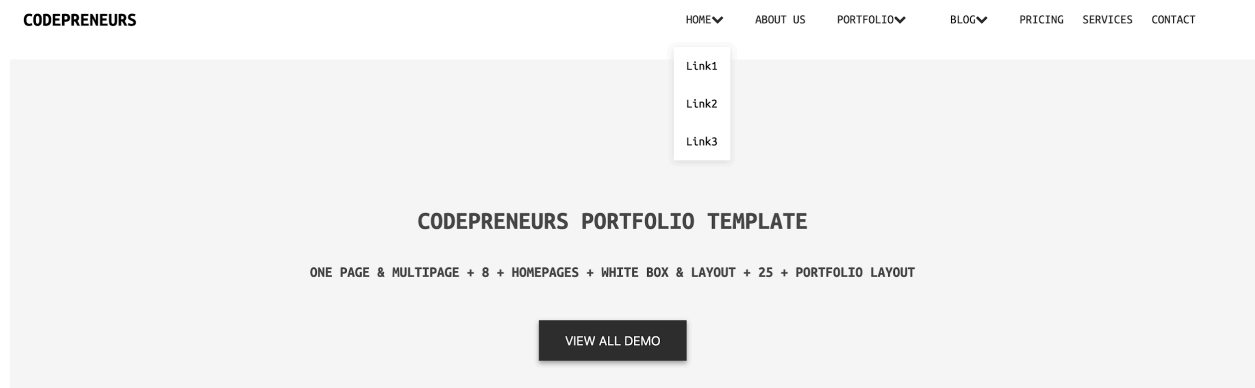 CODEPRENEURS
HOME ABOUT US PORTFOLIO BLOG PRICING SERVICES CONTACT
Link1
Link2
Link3
CODEPRENEURS PORTFOLIO TEMPLATE
ONE PAGE & MULTIPAGE + 8 + HOMEPAGES + WHITE BOX & LAYOUT + 25 + PORTFOLIO LAYOUT
VIEW ALL DEMO